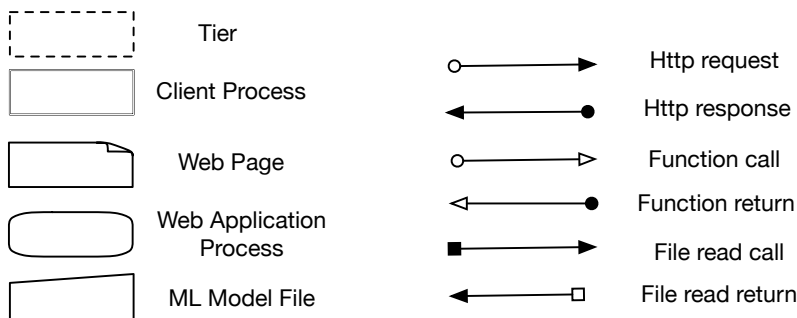 Tier
Client Process
Web Page
Web Application
Process
ML Model File
Http request
Http response
Function call
Function return
File read call
File read return